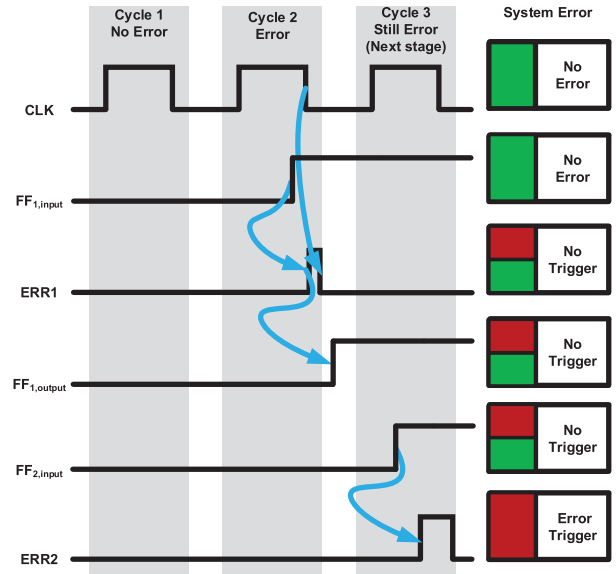 Cycle 1
No Error
Cycle 2
Error
Cycle 3
Still Error
(Next stage)
System Error
CLK
No
Error
FF1,input
No
Error
ERR1
No
Trigger
FF1,output
No
Trigger
FF2,input
No
Trigger
ERR2
Error
Trigger